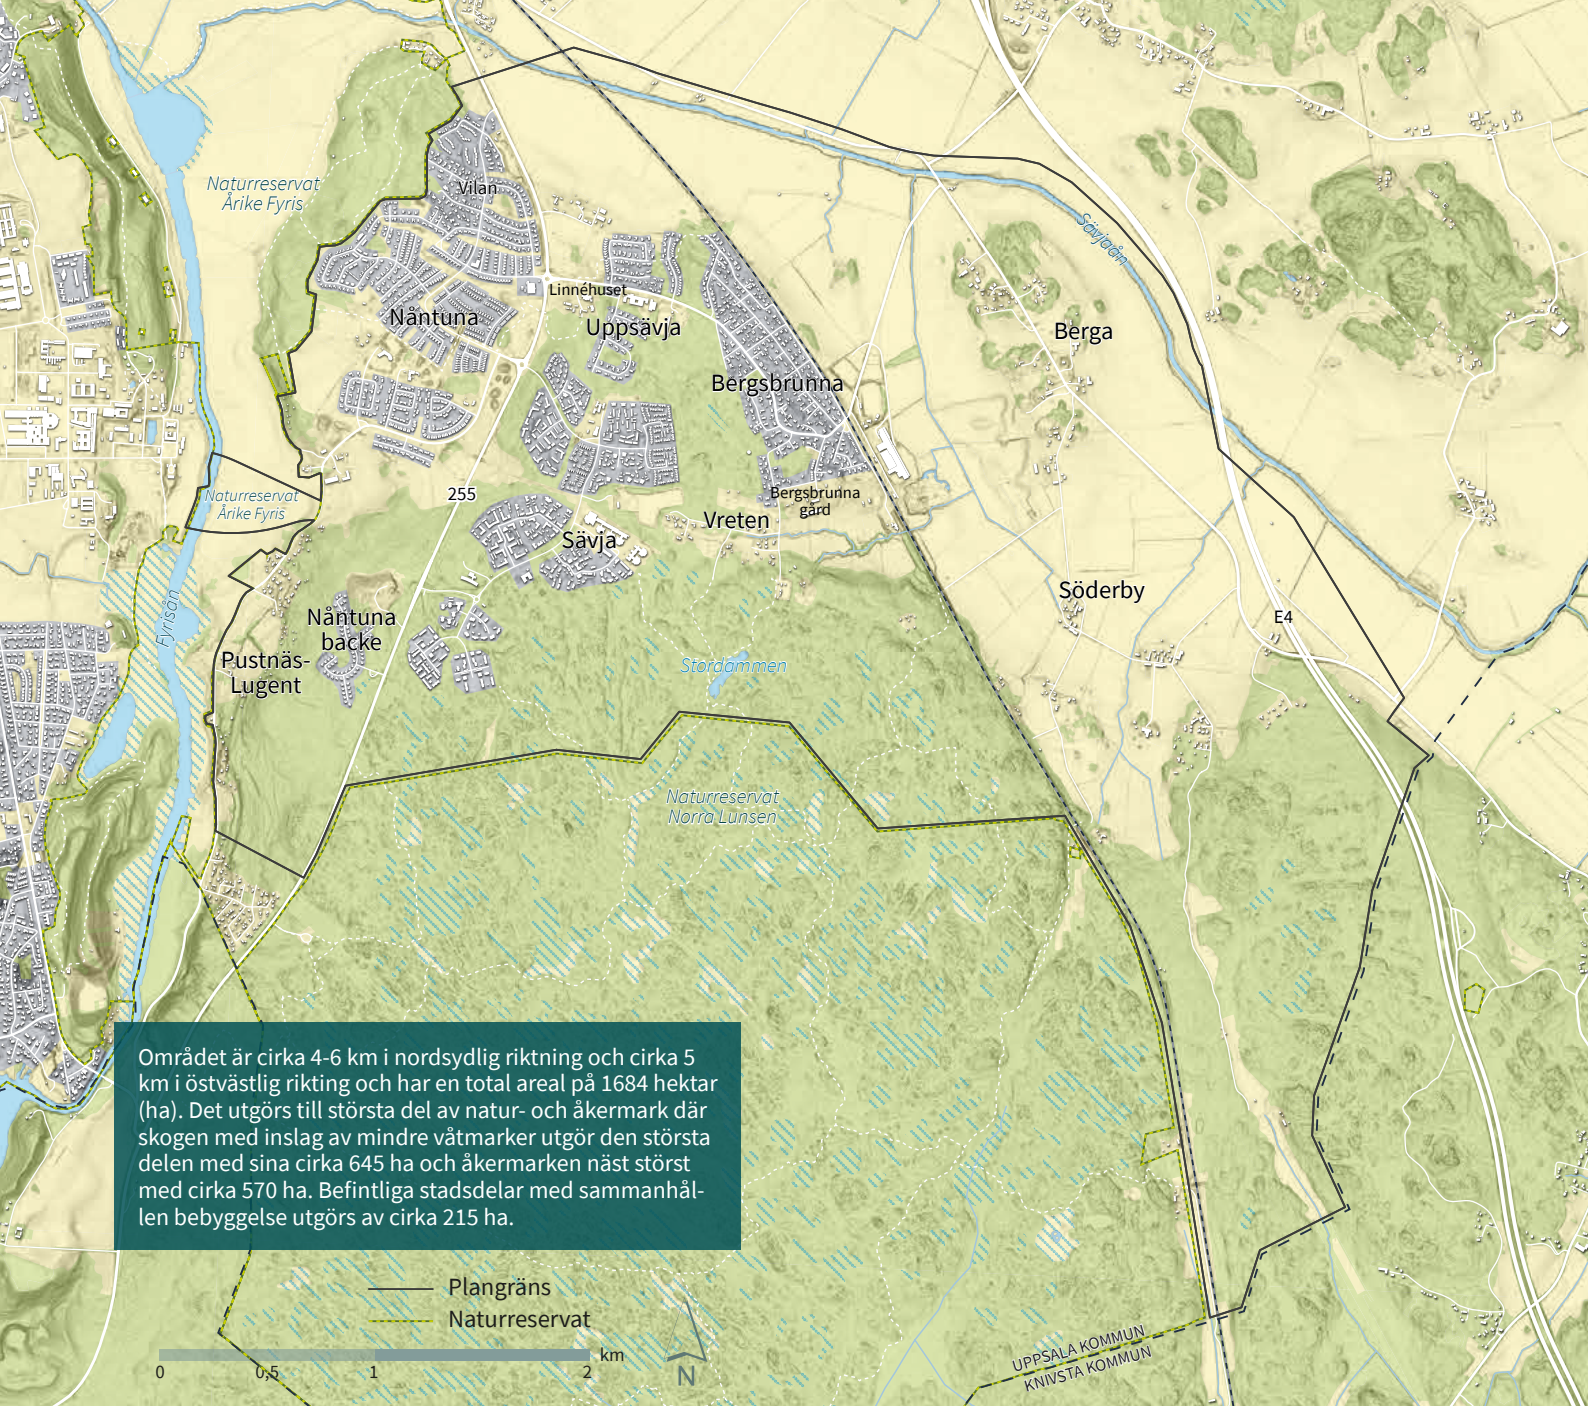 Naturreservat
Årike Fyris
Vilan
Sävjaån
Linnéhuset
Nåntuna
Uppsävja
Berga
Bergsbrunna
255
Naturreservat
Årike Fyris
Bergsbrunna
gård
Vreten
Sävja
Söderby
Fyrisån
Nåntuna
backe
E4
Pustnäs-
Lugent
Stordammen
Naturreservat
Norra Lunsen
Området är cirka 4-6 km i nordsydlig riktning och cirka 5
km i östvästlig rikting och har en total areal på 1684 hektar
(ha). Det utgörs till största del av natur- och åkermark där
skogen med inslag av mindre våtmarker utgör den största
delen med sina cirka 645 ha och åkermarken näst störst
med cirka 570 ha. Befintliga stadsdelar med sammanhål-
len bebyggelse utgörs av cirka 215 ha.
Plangräns
Naturreservat
km
0 0,5 1 2
N
UPPSALA KOMMUN
KNIVSTA KOMMUN